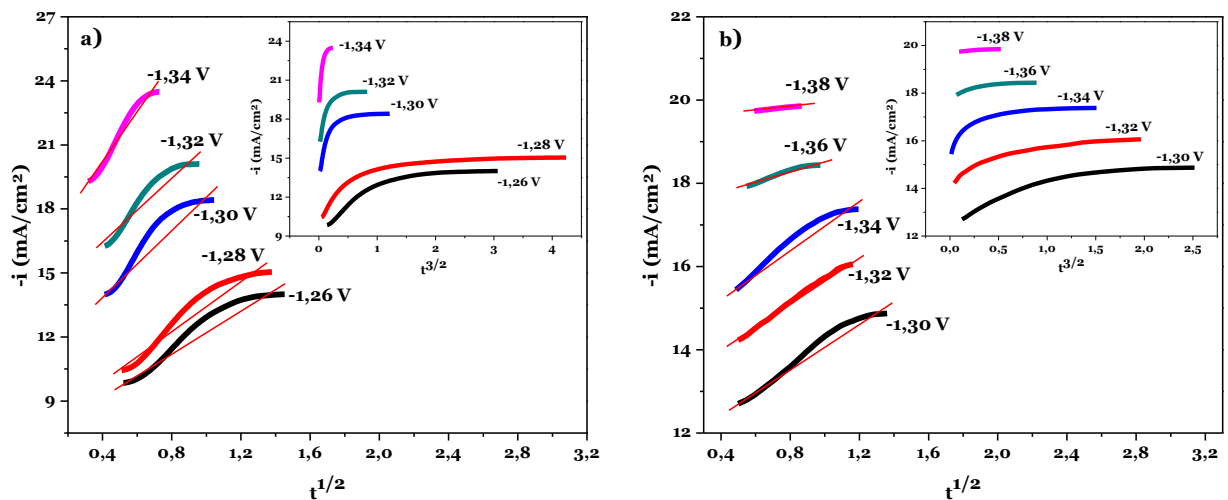 a)
-i (mA/cm²)
27
24
21
18
15
12
9
0,4 0,8 1,2 1,6 2,0 2,4 2,8 3,2
t^1/2
-1,34 V
-1,32 V
-1,30 V
-1,28 V
-1,26 V
-i (mA/cm²)
24
21
18
15
12
9
0 1 2 3 4
t^3/2
-1,34 V
-1,32 V
-1,30 V
-1,28 V
-1,26 V
b)
-i (mA/cm²)
22
20
18
16
14
12
0,4 0,8 1,2 1,6 2,0 2,4 2,8 3,2
t^1/2
-1,38 V
-1,36 V
-1,34 V
-1,32 V
-1,30 V
-i (mA/cm²)
20
19
18
17
16
15
14
13
12
0,0 0,5 1,0 1,5 2,0 2,5
t^3/2
-1,38 V
-1,36 V
-1,34 V
-1,32 V
-1,30 V